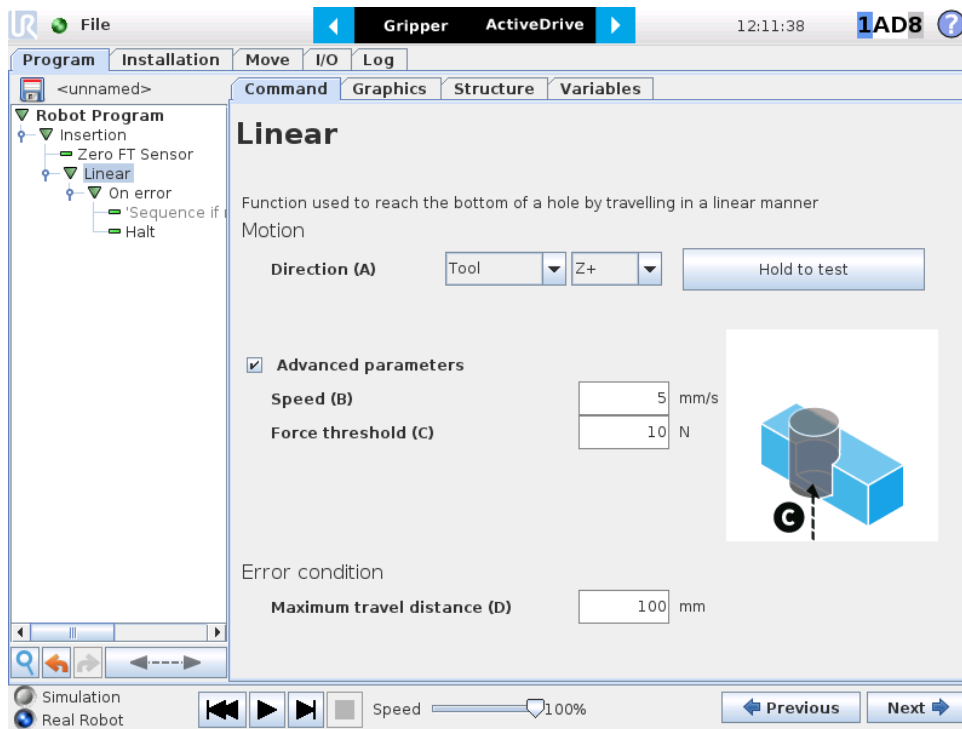 UR File Gripper ActiveDrive 12:11:38 1AD8 ?
Program Installation Move I/O Log
<unnamed> Command Graphics Structure Variables
Robot Program
Insertion
Zero FT Sensor
Linear
On error
'Sequence if
Halt
Linear
Function used to reach the bottom of a hole by travelling in a linear manner
Motion
Direction (A) Tool Z+ Hold to test
Advanced parameters
Speed (B) 5 mm/s
Force threshold (C) 10 N
C
Error condition
Maximum travel distance (D) 100 mm
Simulation
Real Robot
Speed 100% Previous Next